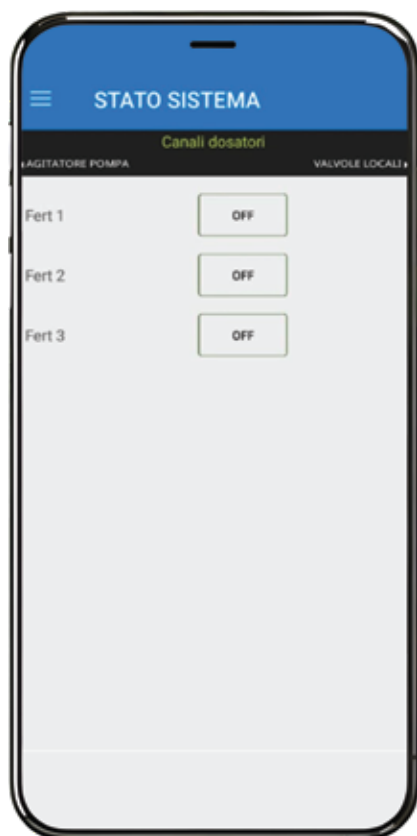 STATO SISTEMA
Canali dosatori
AGITATORE POMPA VALVOLE LOCALI
Fert 1 OFF
Fert 2 OFF
Fert 3 OFF